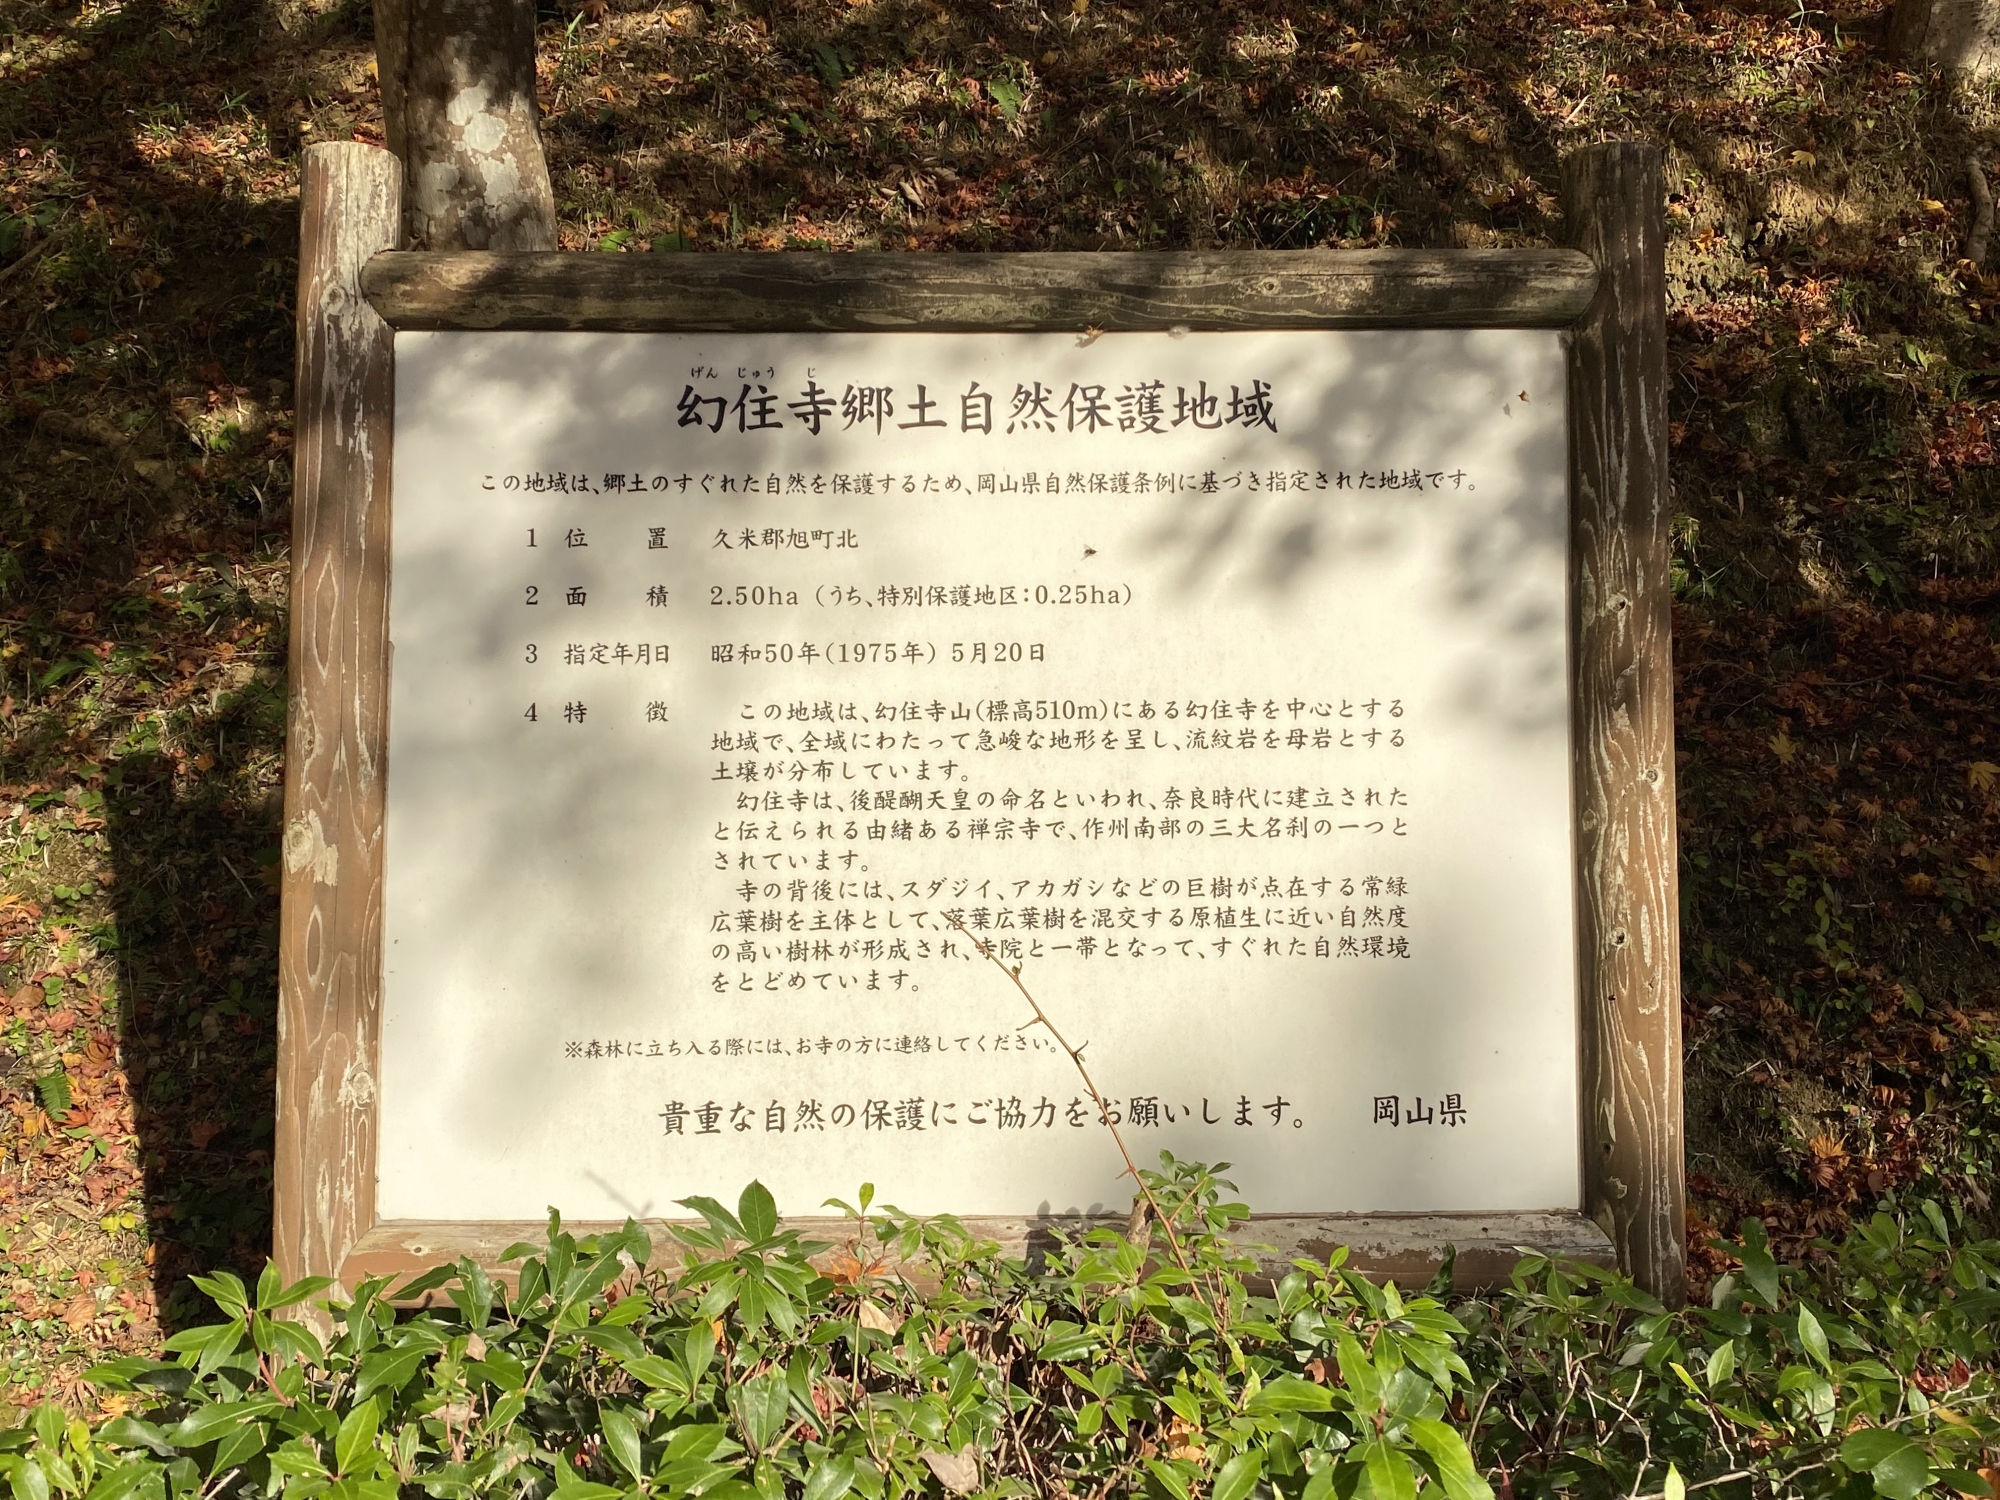 げんじゅうじ
幻住寺郷土自然保護地域
この地域は、郷土のすぐれた自然を保護するため、岡山県自然保護条例に基づき指定された地域です。
1 位 置 久米郡旭町北
2 面 積 2.50ha（うち、特別保護地区：0.25ha）
3 指定年月日 昭和50年（1975年）5月20日
4 特 徴 この地域は、幻住寺山（標高510m）にある幻住寺を中心とする
地域で、全域にわたって急峻な地形を呈し、流紋岩を母岩とする
土壌が分布しています。
幻住寺は、後醍醐天皇の命名といわれ、奈良時代に建立された
と伝えられる由緒ある禅宗寺で、作州南部の三大名刹の一つと
されています。
寺の背後には、スダジイ、アカガシなどの巨樹が点在する常緑
広葉樹を主体として、落葉広葉樹を混交する原植生に近い自然度
の高い樹林が形成され、寺院と一帯となって、すぐれた自然環境
をとどめています。
※森林に立ち入る際には、お寺の方に連絡してください。
貴重な自然の保護にご協力をお願いします。 岡山県